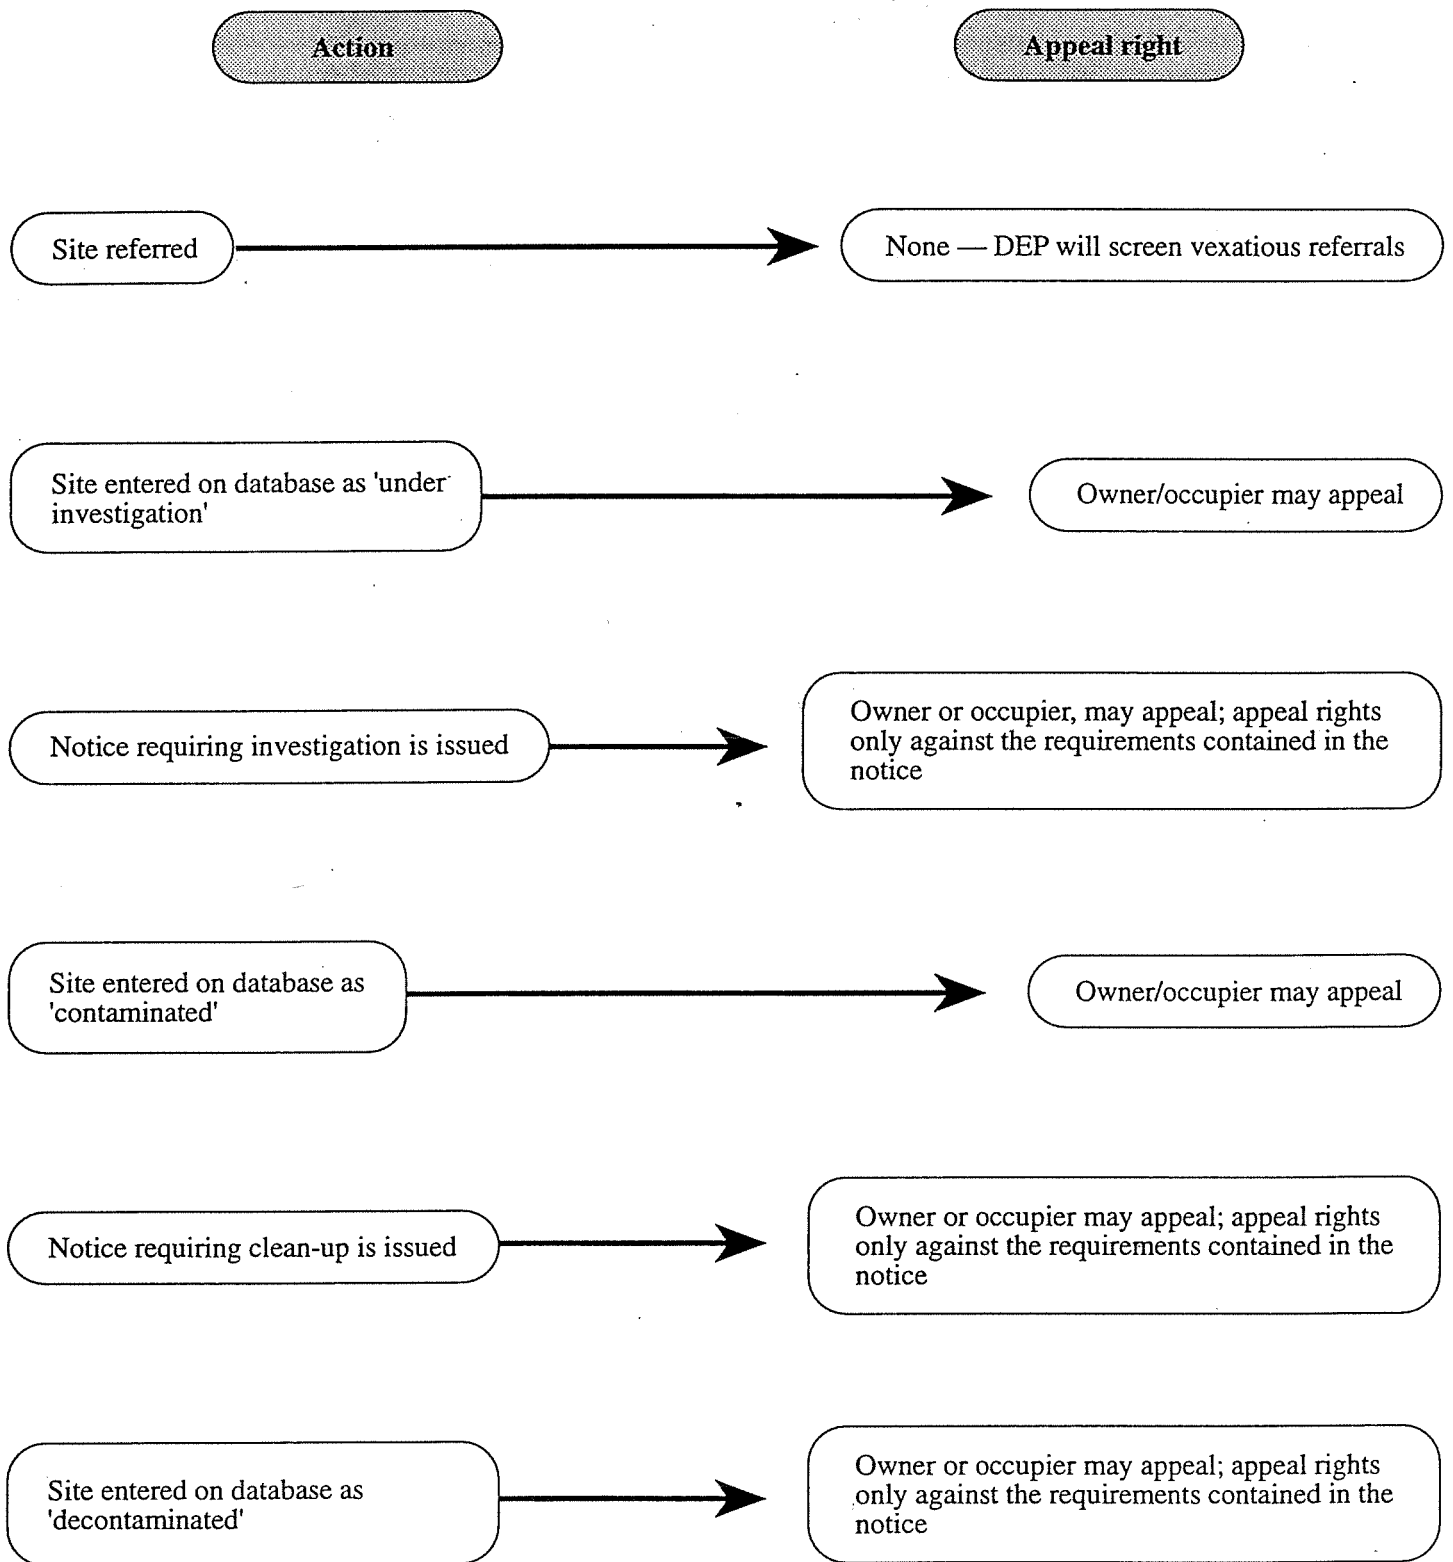 Action
Appeal right
Site referred
None — DEP will screen vexatious referrals
Site entered on database as 'under
investigation'
Owner/occupier may appeal
Notice requiring investigation is issued
Owner or occupier, may appeal; appeal rights
only against the requirements contained in the
notice
Site entered on database as
'contaminated'
Owner/occupier may appeal
Notice requiring clean-up is issued
Owner or occupier may appeal; appeal rights
only against the requirements contained in the
notice
Site entered on database as
'decontaminated'
Owner or occupier may appeal; appeal rights
only against the requirements contained in the
notice